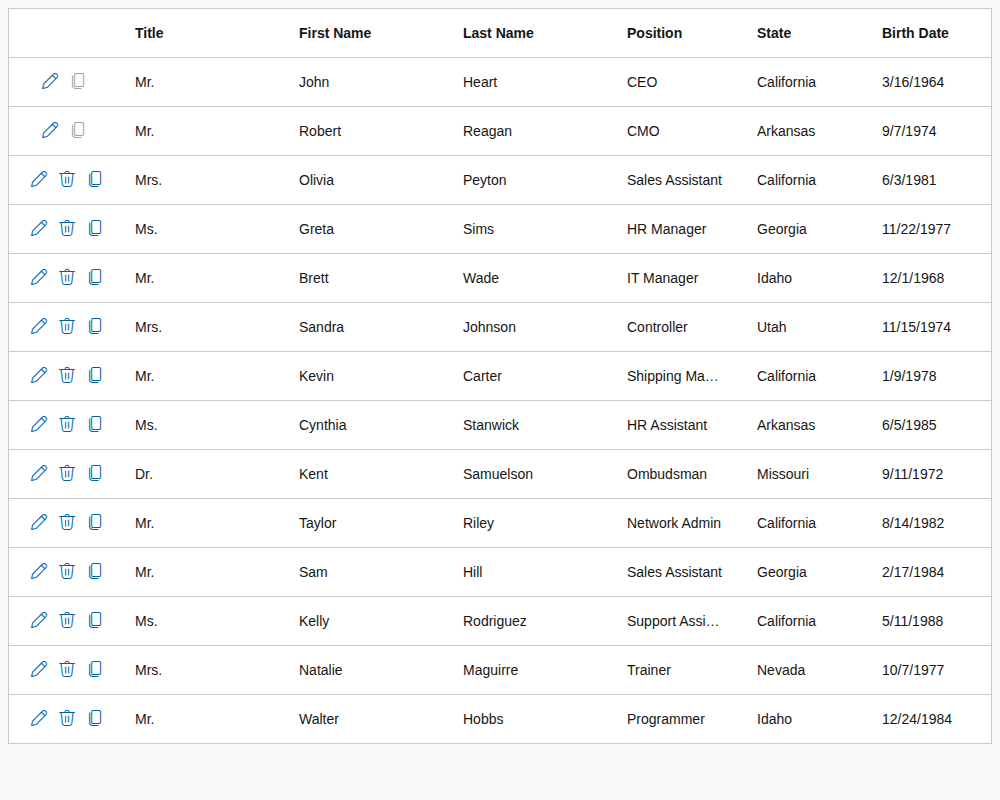 Title First Name Last Name Position State Birth Date
Mr. John Heart CEO California 3/16/1964
Mr. Robert Reagan CMO Arkansas 9/7/1974
Mrs. Olivia Peyton Sales Assistant California 6/3/1981
Ms. Greta Sims HR Manager Georgia 11/22/1977
Mr. Brett Wade IT Manager Idaho 12/1/1968
Mrs. Sandra Johnson Controller Utah 11/15/1974
Mr. Kevin Carter Shipping Ma… California 1/9/1978
Ms. Cynthia Stanwick HR Assistant Arkansas 6/5/1985
Dr. Kent Samuelson Ombudsman Missouri 9/11/1972
Mr. Taylor Riley Network Admin California 8/14/1982
Mr. Sam Hill Sales Assistant Georgia 2/17/1984
Ms. Kelly Rodriguez Support Assi… California 5/11/1988
Mrs. Natalie Maguirre Trainer Nevada 10/7/1977
Mr. Walter Hobbs Programmer Idaho 12/24/1984